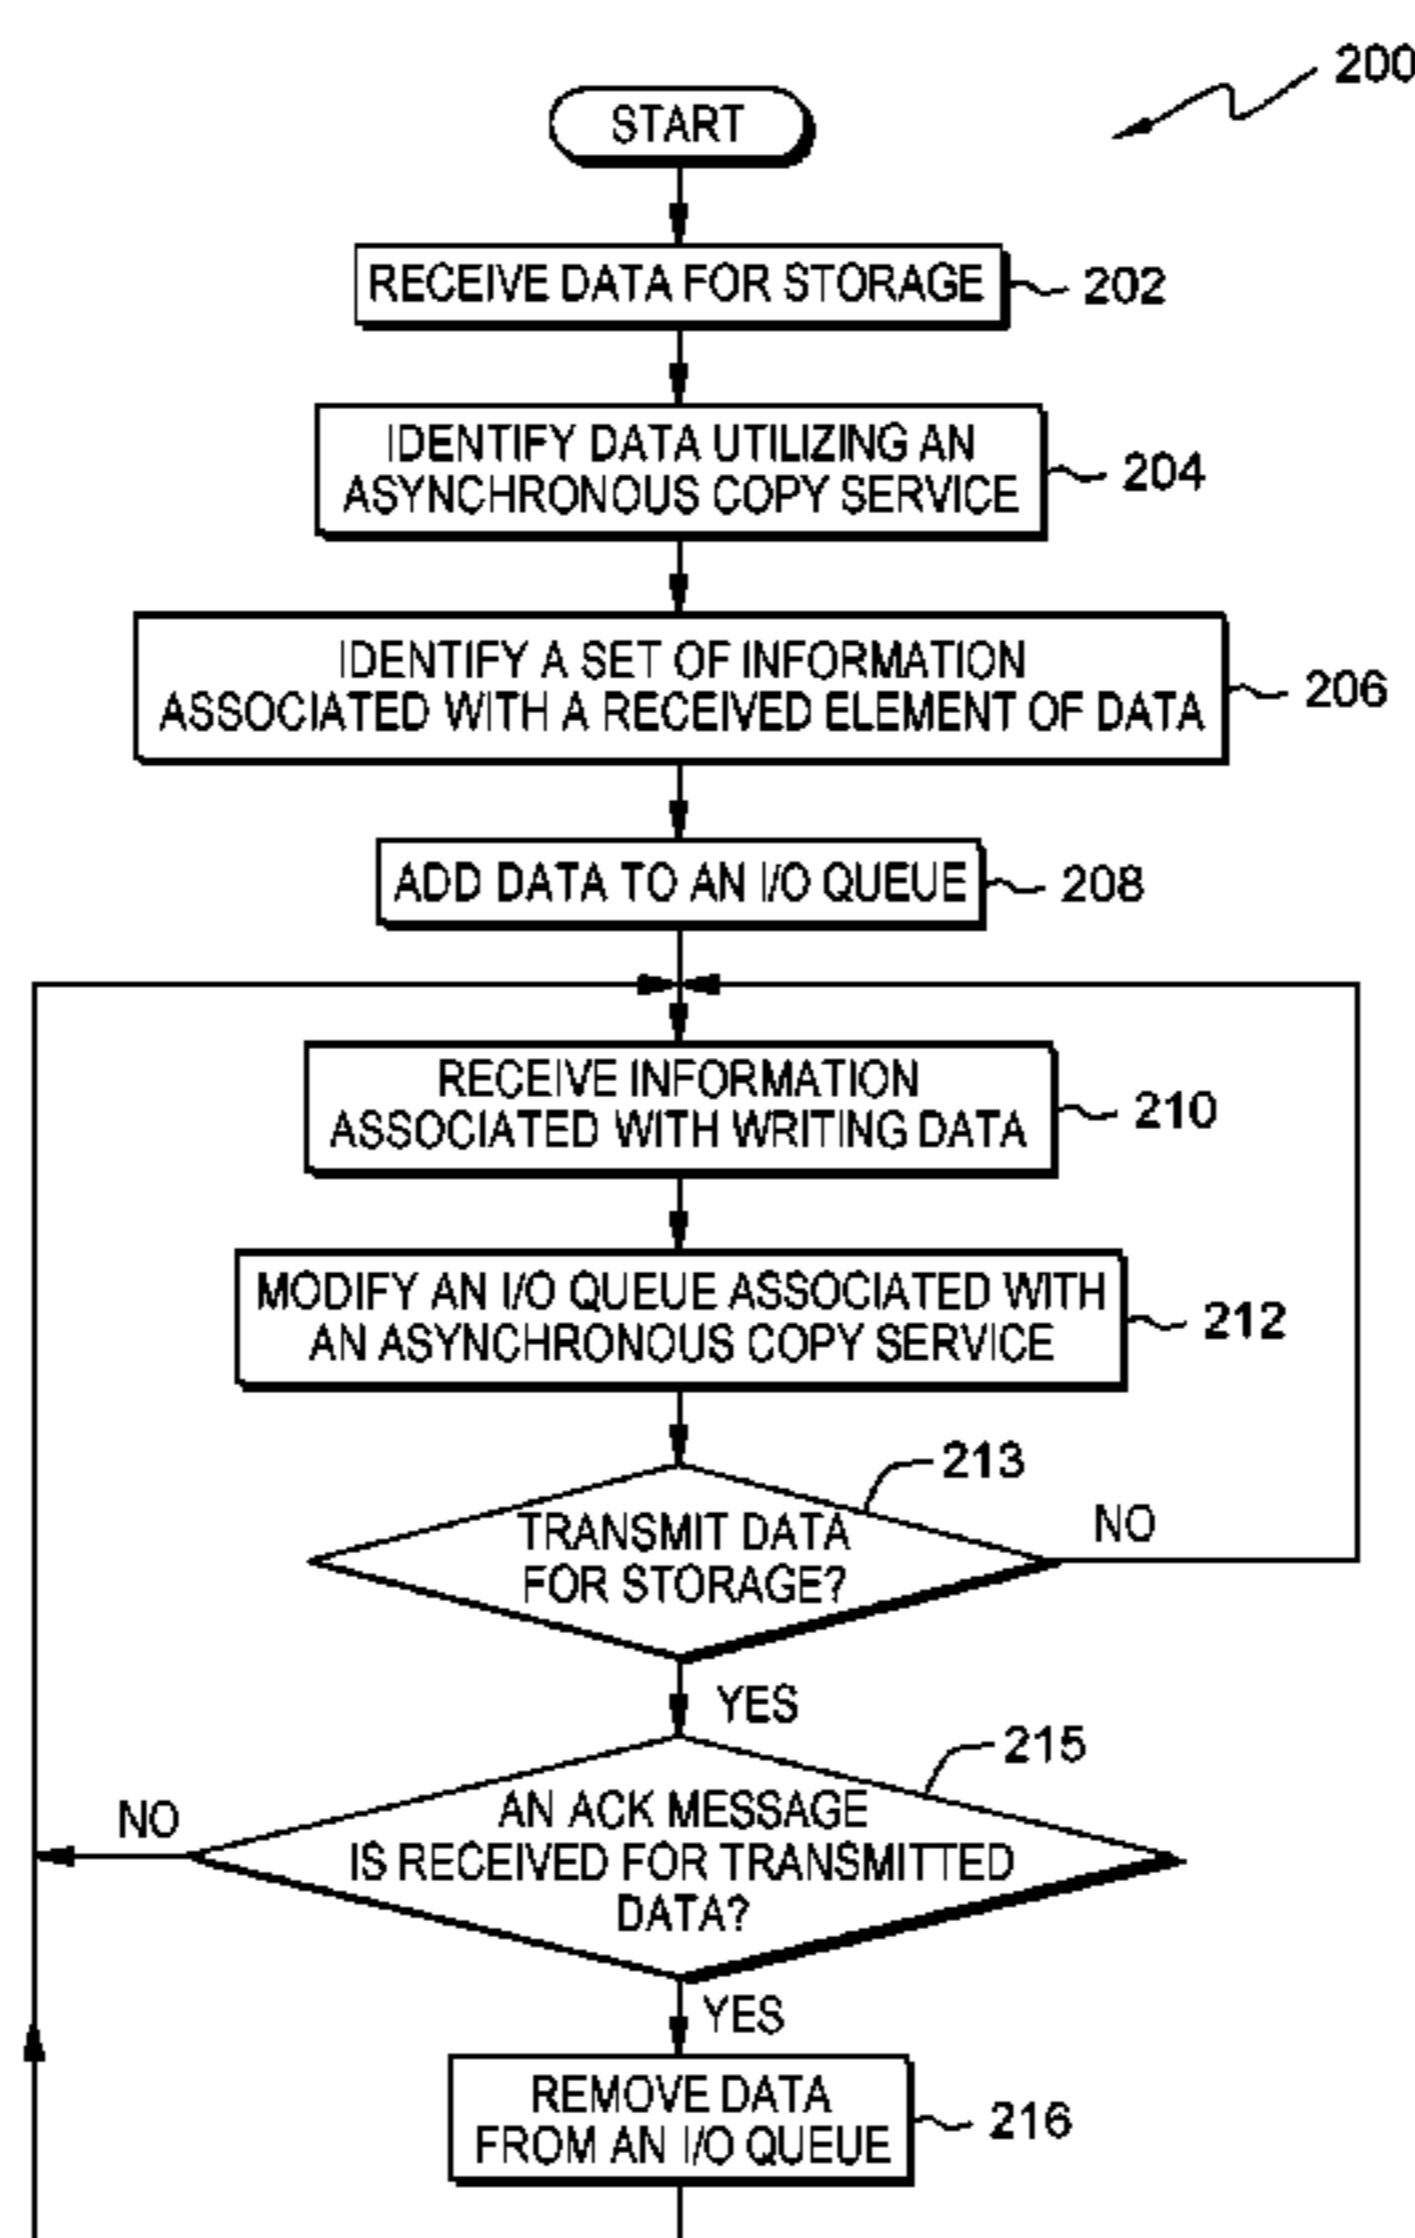 200
START
RECEIVE DATA FOR STORAGE
202
IDENTIFY DATA UTILIZING AN
ASYNCHRONOUS COPY SERVICE
204
IDENTIFY A SET OF INFORMATION
ASSOCIATED WITH A RECEIVED ELEMENT OF DATA
206
ADD DATA TO AN I/O QUEUE
208
RECEIVE INFORMATION
ASSOCIATED WITH WRITING DATA
210
MODIFY AN I/O QUEUE ASSOCIATED WITH
AN ASYNCHRONOUS COPY SERVICE
212
213
TRANSMIT DATA
FOR STORAGE?
NO
YES
215
AN ACK MESSAGE
IS RECEIVED FOR TRANSMITTED
DATA?
NO
YES
REMOVE DATA
FROM AN I/O QUEUE
216